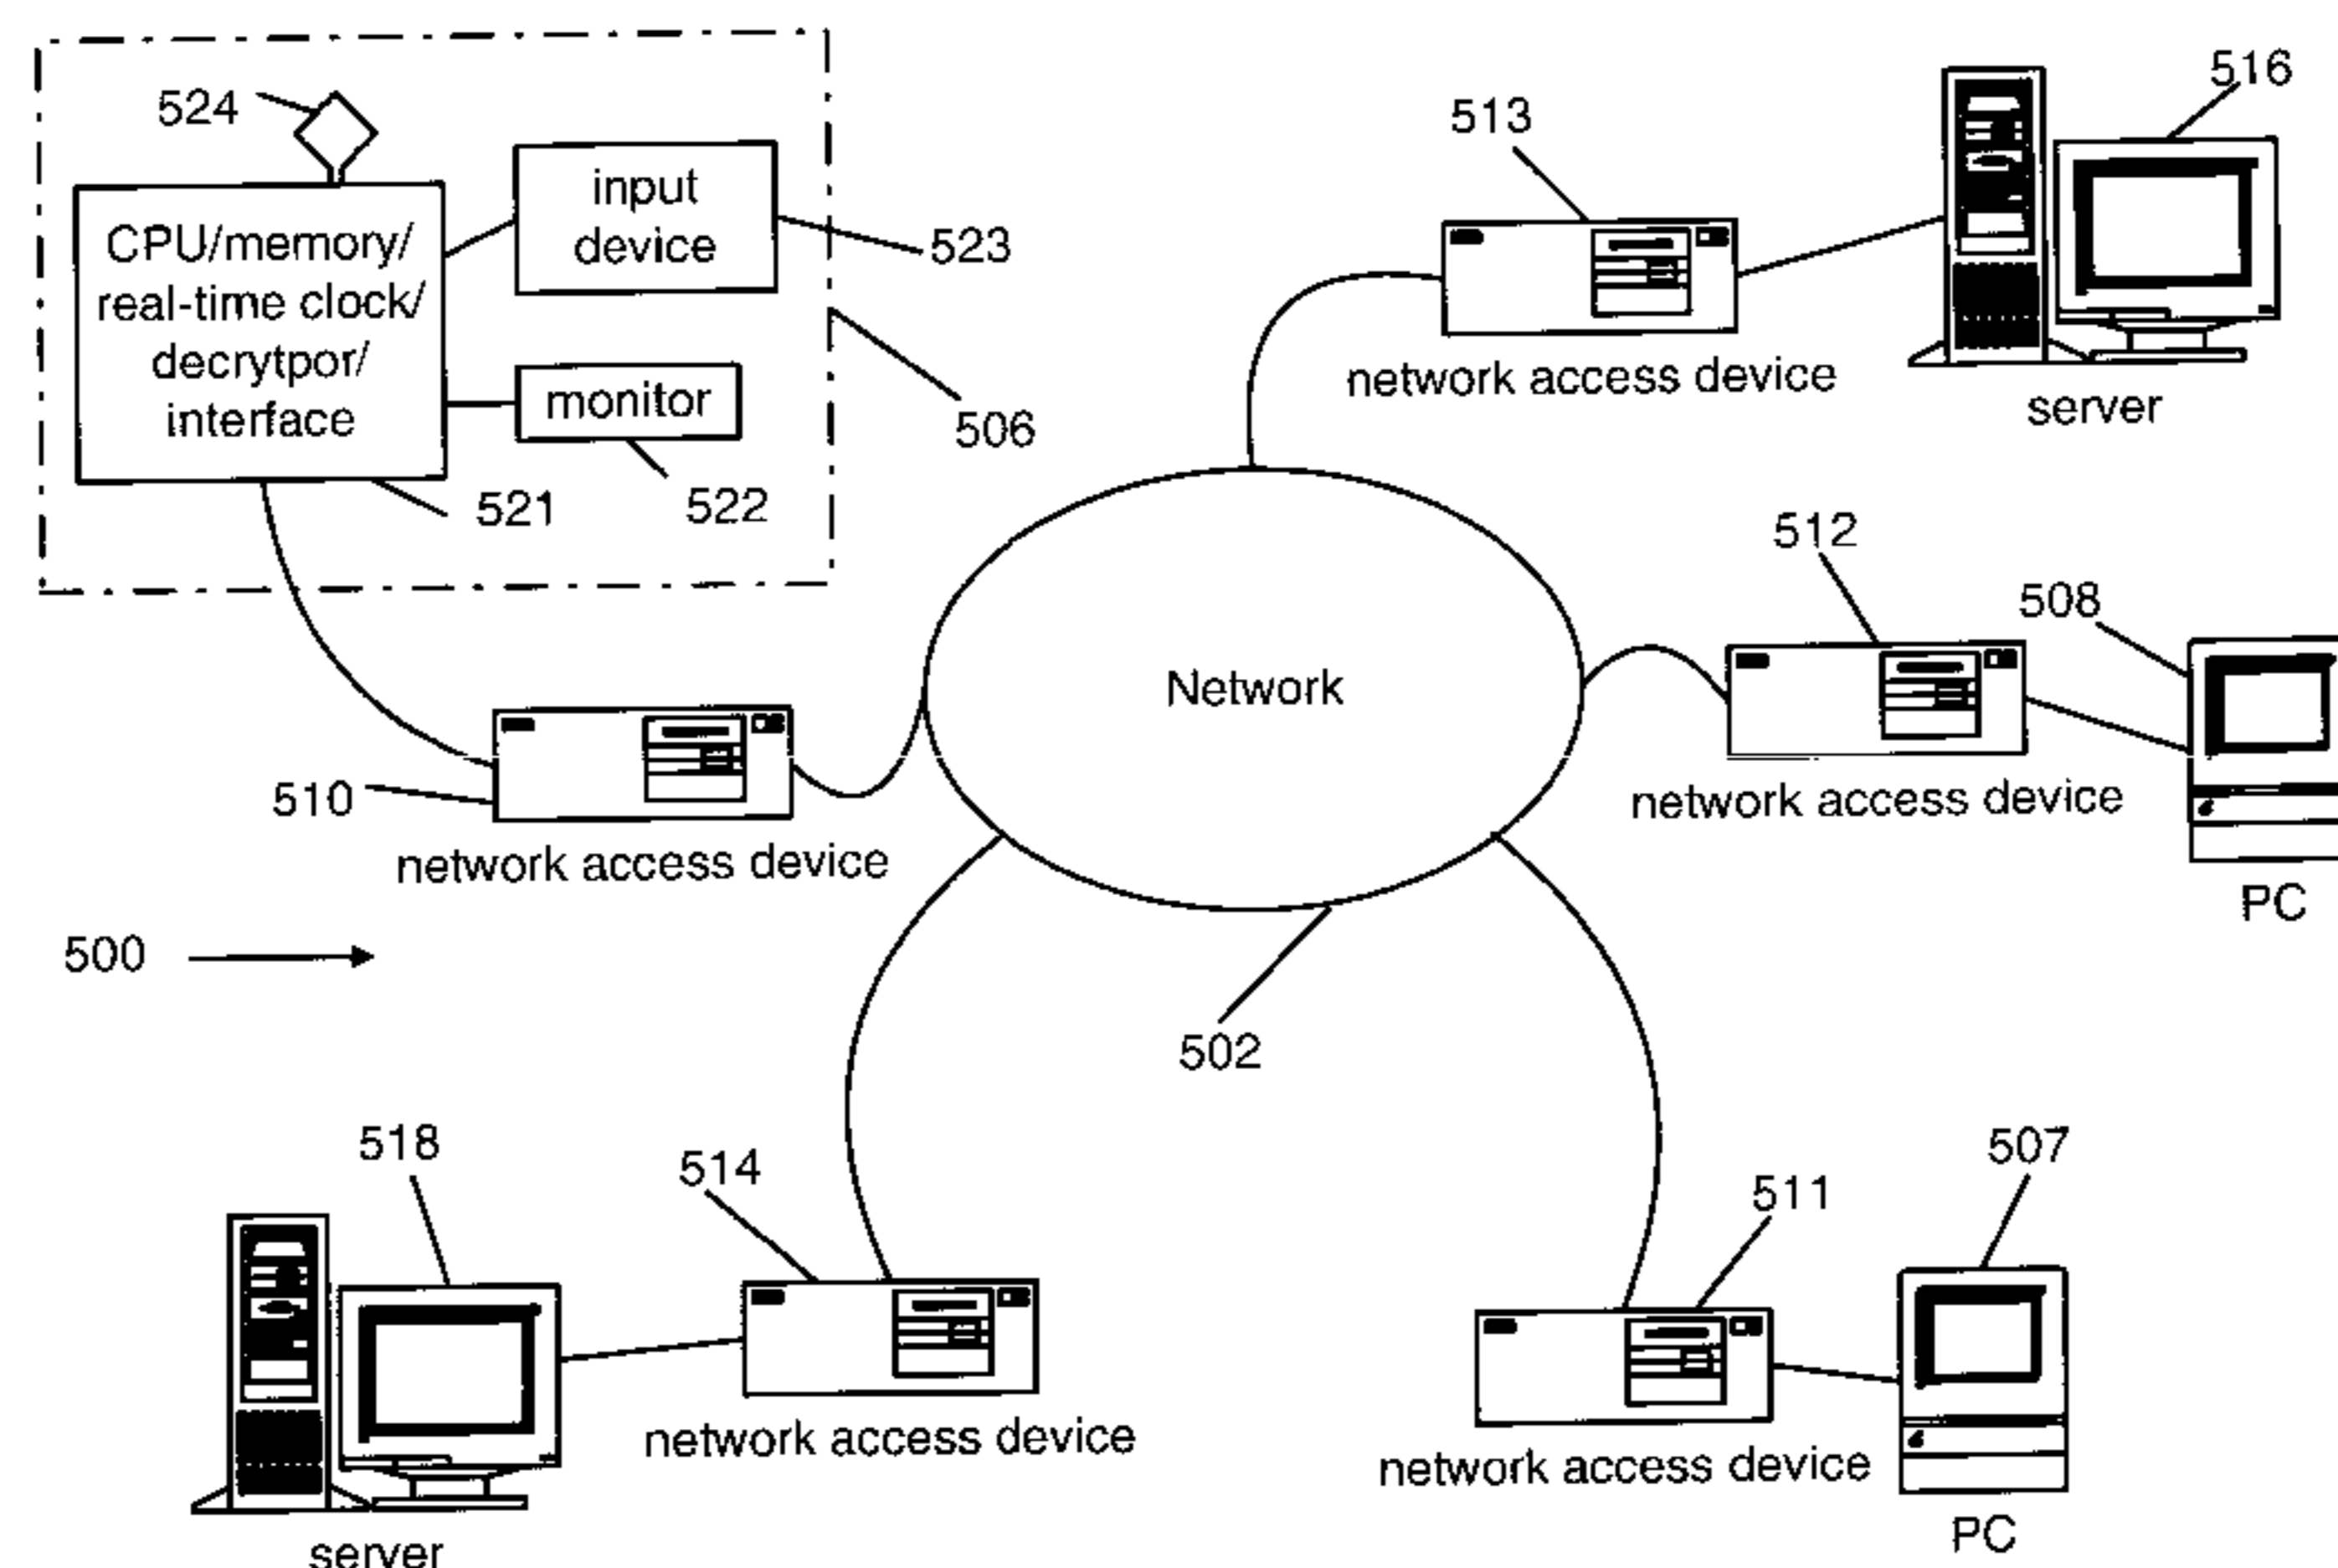 524
input
device
523
CPU/memory/
real-time clock/
decrytpor/
interface
monitor
506
521
522
513
516
network access device
server
512
508
Network
510
network access device
network access device
PC
500
502
518
514
511
507
network access device
network access device
server
PC